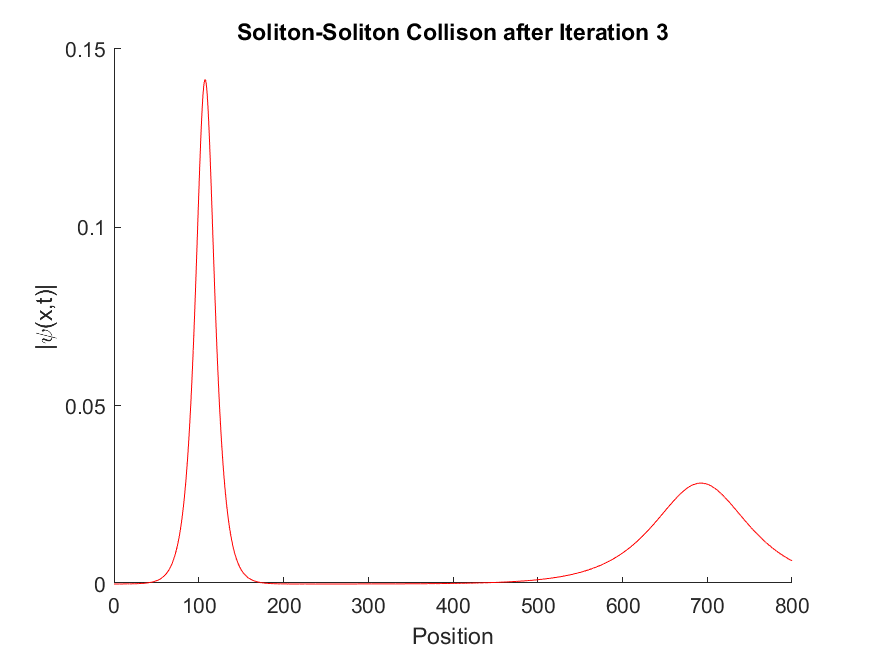 Soliton-Soliton Collison after Iteration 3
0.15
0.1
0.05
0
|ψ(x,t)|
0 100 200 300 400 500 600 700 800
Position